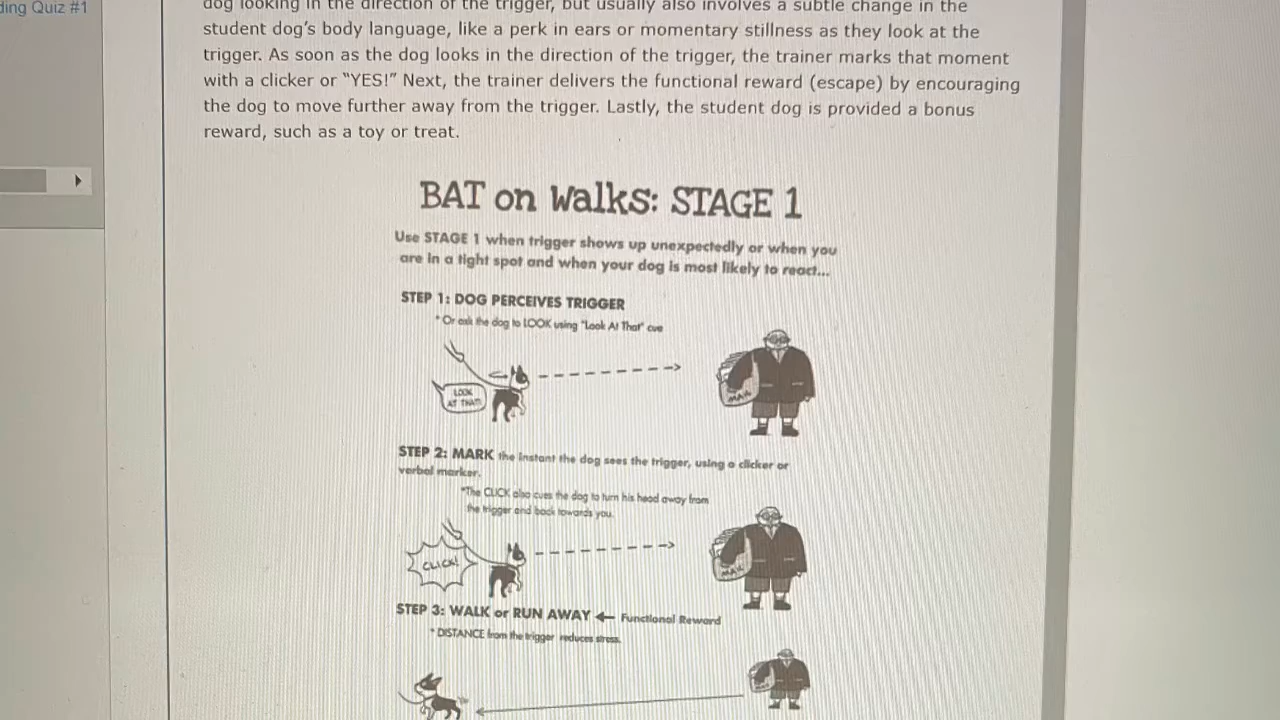 ding Quiz #1
dog looking in the direction of the trigger, but usually also involves a subtle change in the
student dog’s body language, like a perk in ears or momentary stillness as they look at the
trigger. As soon as the dog looks in the direction of the trigger, the trainer marks that moment
with a clicker or “YES!” Next, the trainer delivers the functional reward (escape) by encouraging
the dog to move further away from the trigger. Lastly, the student dog is provided a bonus
reward, such as a toy or treat.
BAT on Walks: STAGE 1
Use STAGE 1 when trigger shows up unexpectedly or when you
are in a tight spot and when your dog is most likely to react...
STEP 1: DOG PERCEIVES TRIGGER
* Or ask the dog to LOOK using "Look At That" cue
LOOK
AT THAT!
MAIL
STEP 2: MARK the instant the dog sees the trigger, using a clicker or
verbal marker.
*The CLICK also cues the dog to turn his head away from
the trigger and back towards you.
CLICK!
MAIL
STEP 3: WALK or RUN AWAY ← Functional Reward
* DISTANCE from the trigger reduces stress.